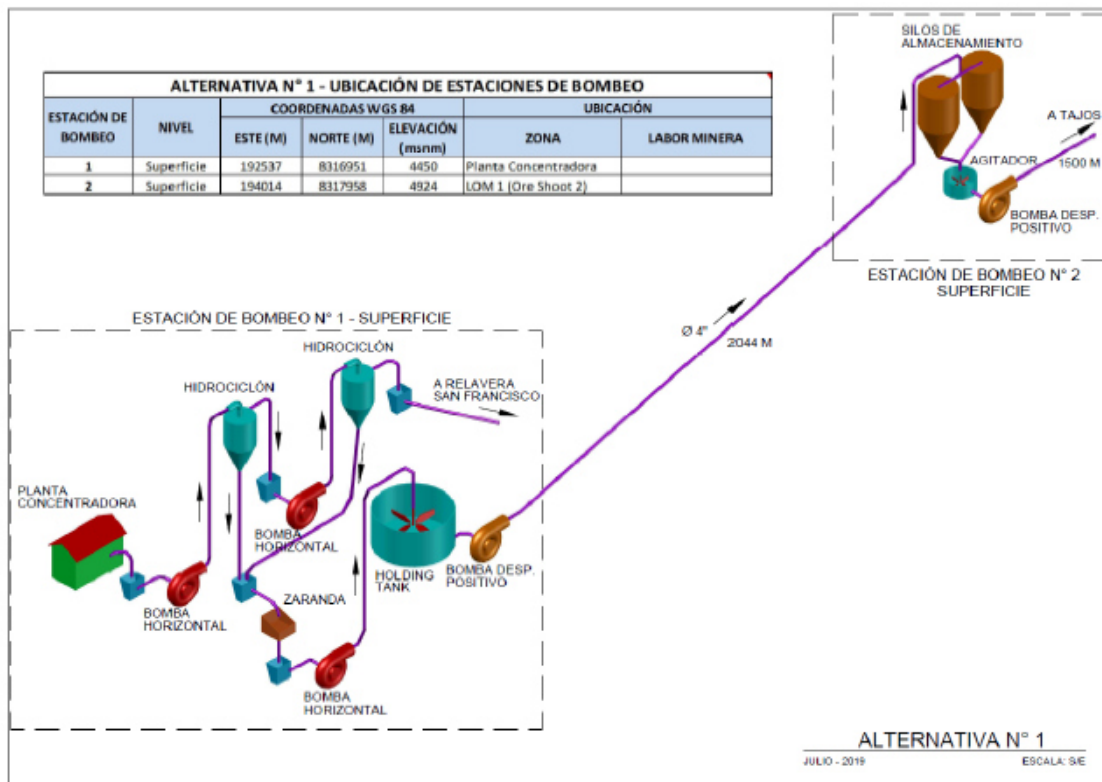 ALTERNATIVA N° 1 - UBICACIÓN DE ESTACIONES DE BOMBEO
ESTACIÓN DE BOMBEO NIVEL COORDENADAS WGS 84 UBICACIÓN
ESTE (M) NORTE (M) ELEVACIÓN (msnm) ZONA LABOR MINERA
1 Superficie 192537 8316951 4450 Planta Concentradora
2 Superficie 194014 8317958 4924 LOM 1 (Ore Shoot 2)
SILOS DE
ALMACENAMIENTO
A TAJOS
1500 M
AGITADOR
BOMBA DESP.
POSITIVO
ESTACIÓN DE BOMBEO N° 2
SUPERFICIE
Ø 4"
2044 M
ESTACIÓN DE BOMBEO N° 1 - SUPERFICIE
HIDROCICLÓN
HIDROCICLÓN
A RELAVERA
SAN FRANCISCO
PLANTA
CONCENTRADORA
BOMBA
HORIZONTAL
BOMBA
HORIZONTAL
ZARANDA
HOLDING
TANK
BOMBA DESP.
POSITIVO
BOMBA
HORIZONTAL
ALTERNATIVA N° 1
JULIO - 2019 ESCALA: S/E